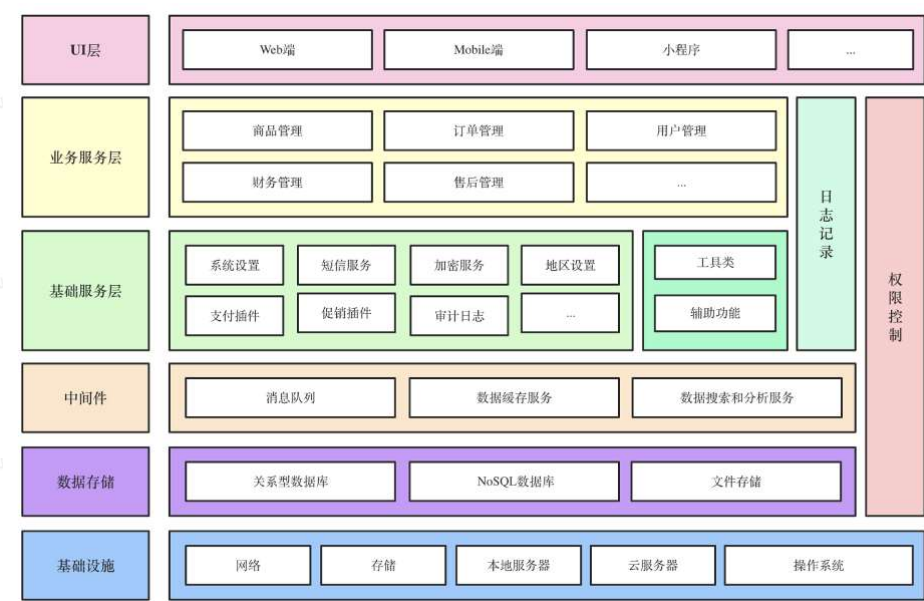 UI层
Web端
Mobile端
小程序
...
业务服务层
商品管理
订单管理
用户管理
财务管理
售后管理
...
日志记录
权限控制
基础服务层
系统设置
短信服务
加密服务
地区设置
支付插件
促销插件
审计日志
...
工具类
辅助功能
中间件
消息队列
数据缓存服务
数据搜索和分析服务
数据存储
关系型数据库
NoSQL数据库
文件存储
基础设施
网络
存储
本地服务器
云服务器
操作系统